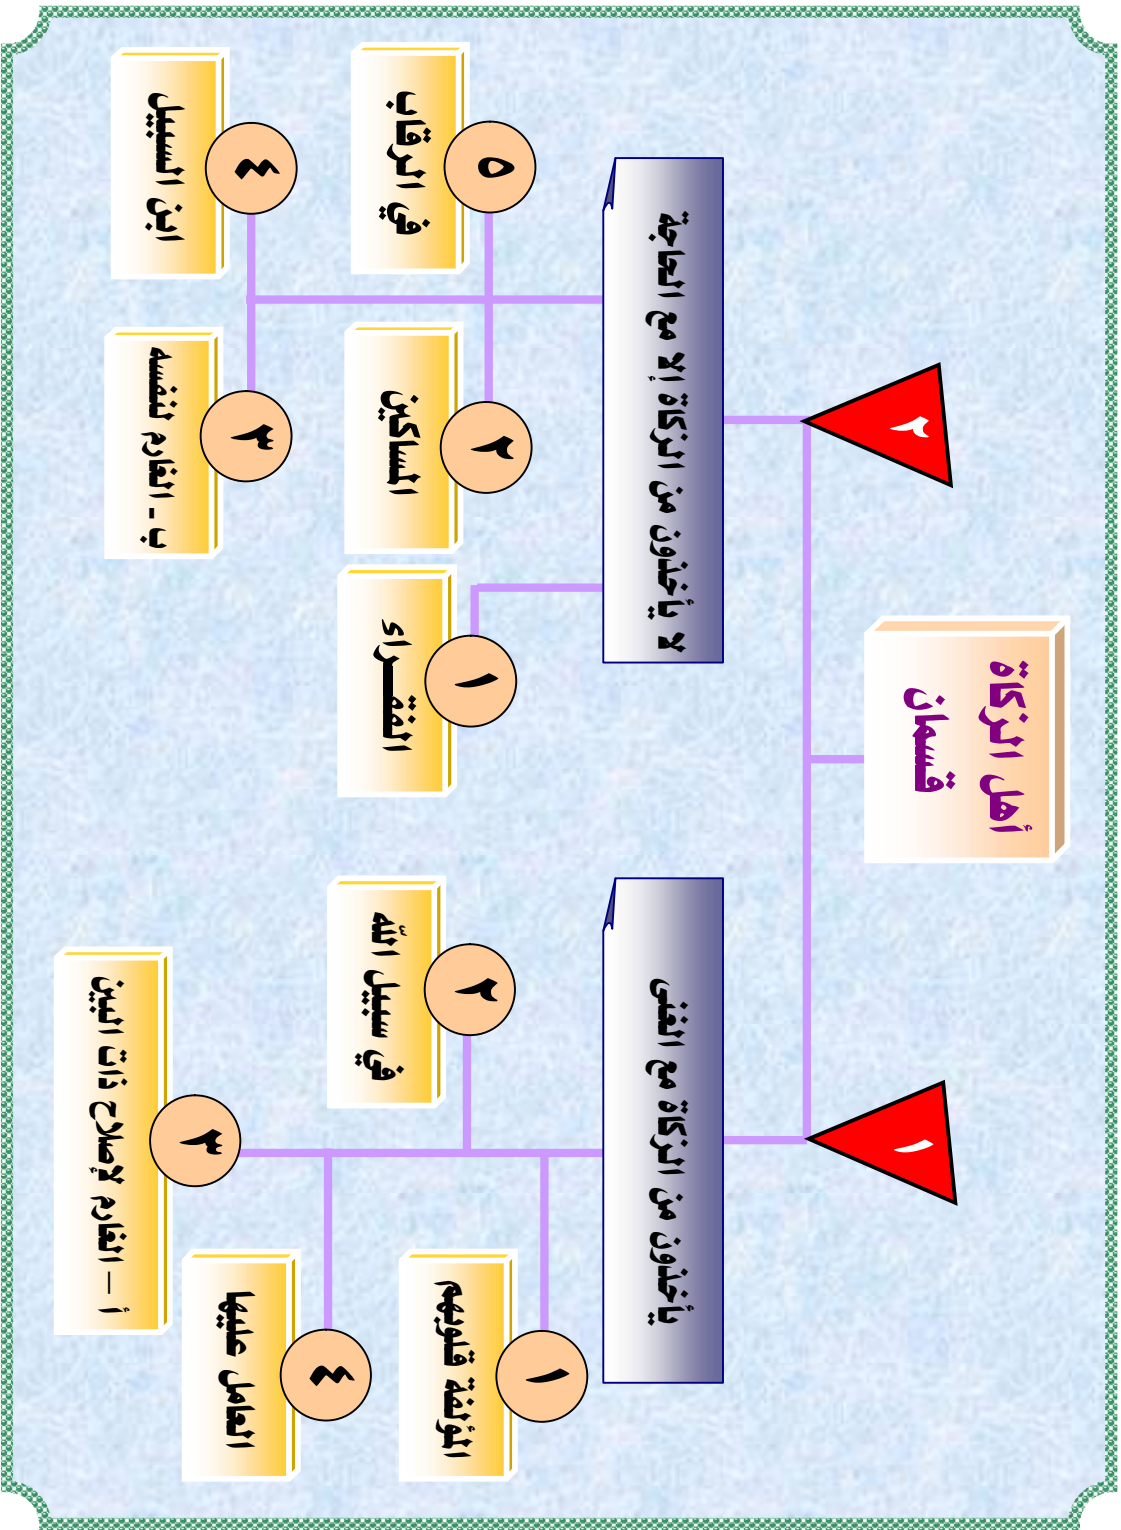 أهل الزكاة
قسمان
١
يأخذون من الزكاة مع الغنى
١
المؤلفة قلوبهم
٢
في سبيل الله
٣
أ – الغارم لإصلاح ذات البين
٤
العامل عليها
٢
لا يأخذون من الزكاة إلا مع الحاجة
١
الفقـــراء
٢
المساكين
٣
ب ـ الغارم لنفسه
٤
ابن السبيل
٥
في الرقاب